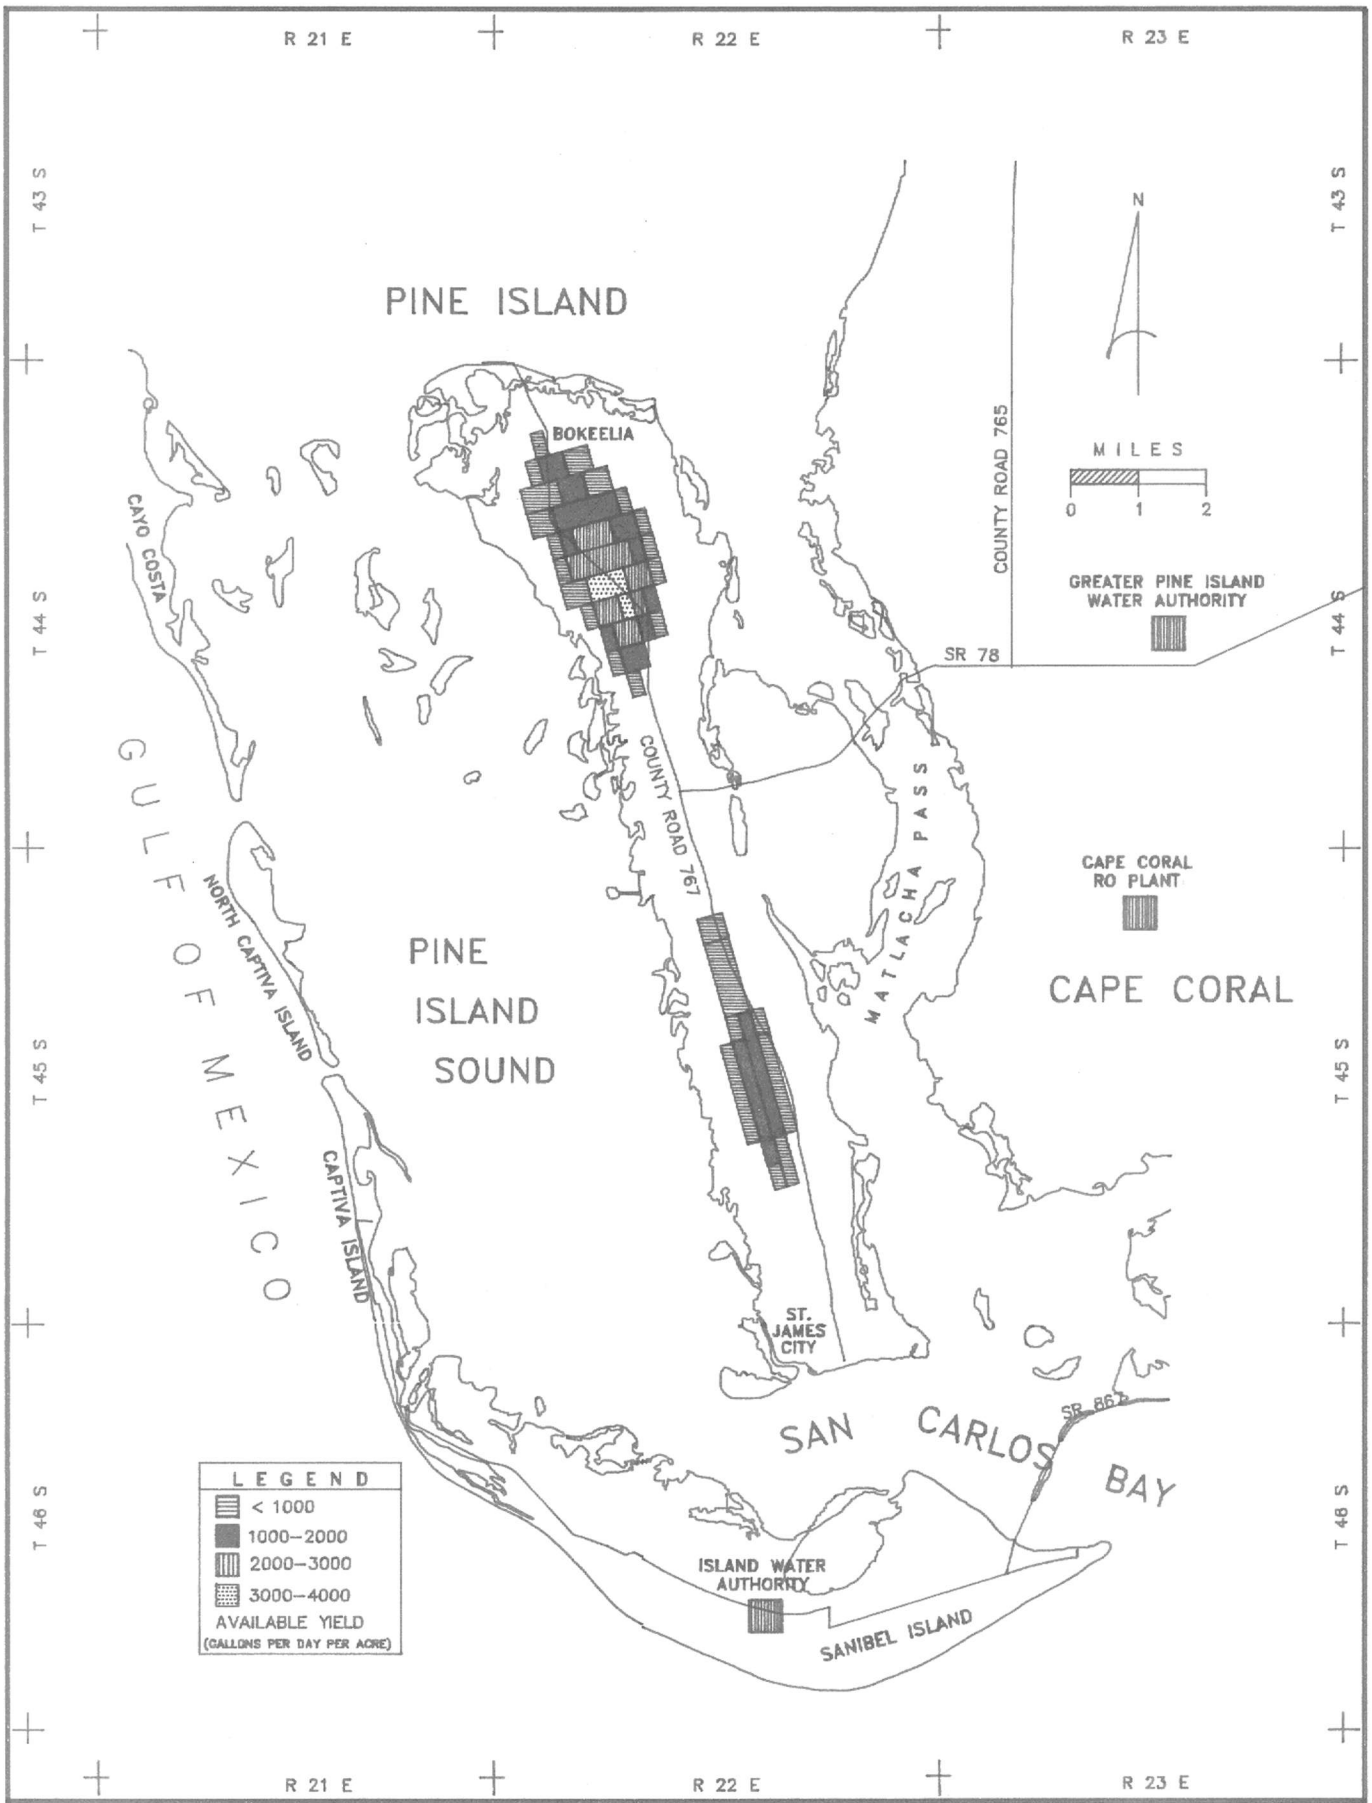 R 21 E
R 22 E
R 23 E
T 43 S
T 43 S
N
PINE ISLAND
BOKEELIA
COUNTY ROAD 765
MILES
0 1 2
CAYO COSTA
GREATER PINE ISLAND
WATER AUTHORITY
T 44 S
T 44 S
SR 78
COUNTY ROAD 767
GULF OF MEXICO
MATLACHA PASS
CAPE CORAL
RO PLANT
NORTH CAPTIVA ISLAND
PINE
ISLAND
SOUND
CAPE CORAL
T 45 S
T 45 S
CAPTIVA ISLAND
ST.
JAMES
CITY
SR 867
SAN CARLOS BAY
LEGEND
< 1000
1000-2000
2000-3000
3000-4000
AVAILABLE YIELD
(GALLONS PER DAY PER ACRE)
T 46 S
T 46 S
ISLAND WATER
AUTHORITY
SANIBEL ISLAND
R 21 E
R 22 E
R 23 E